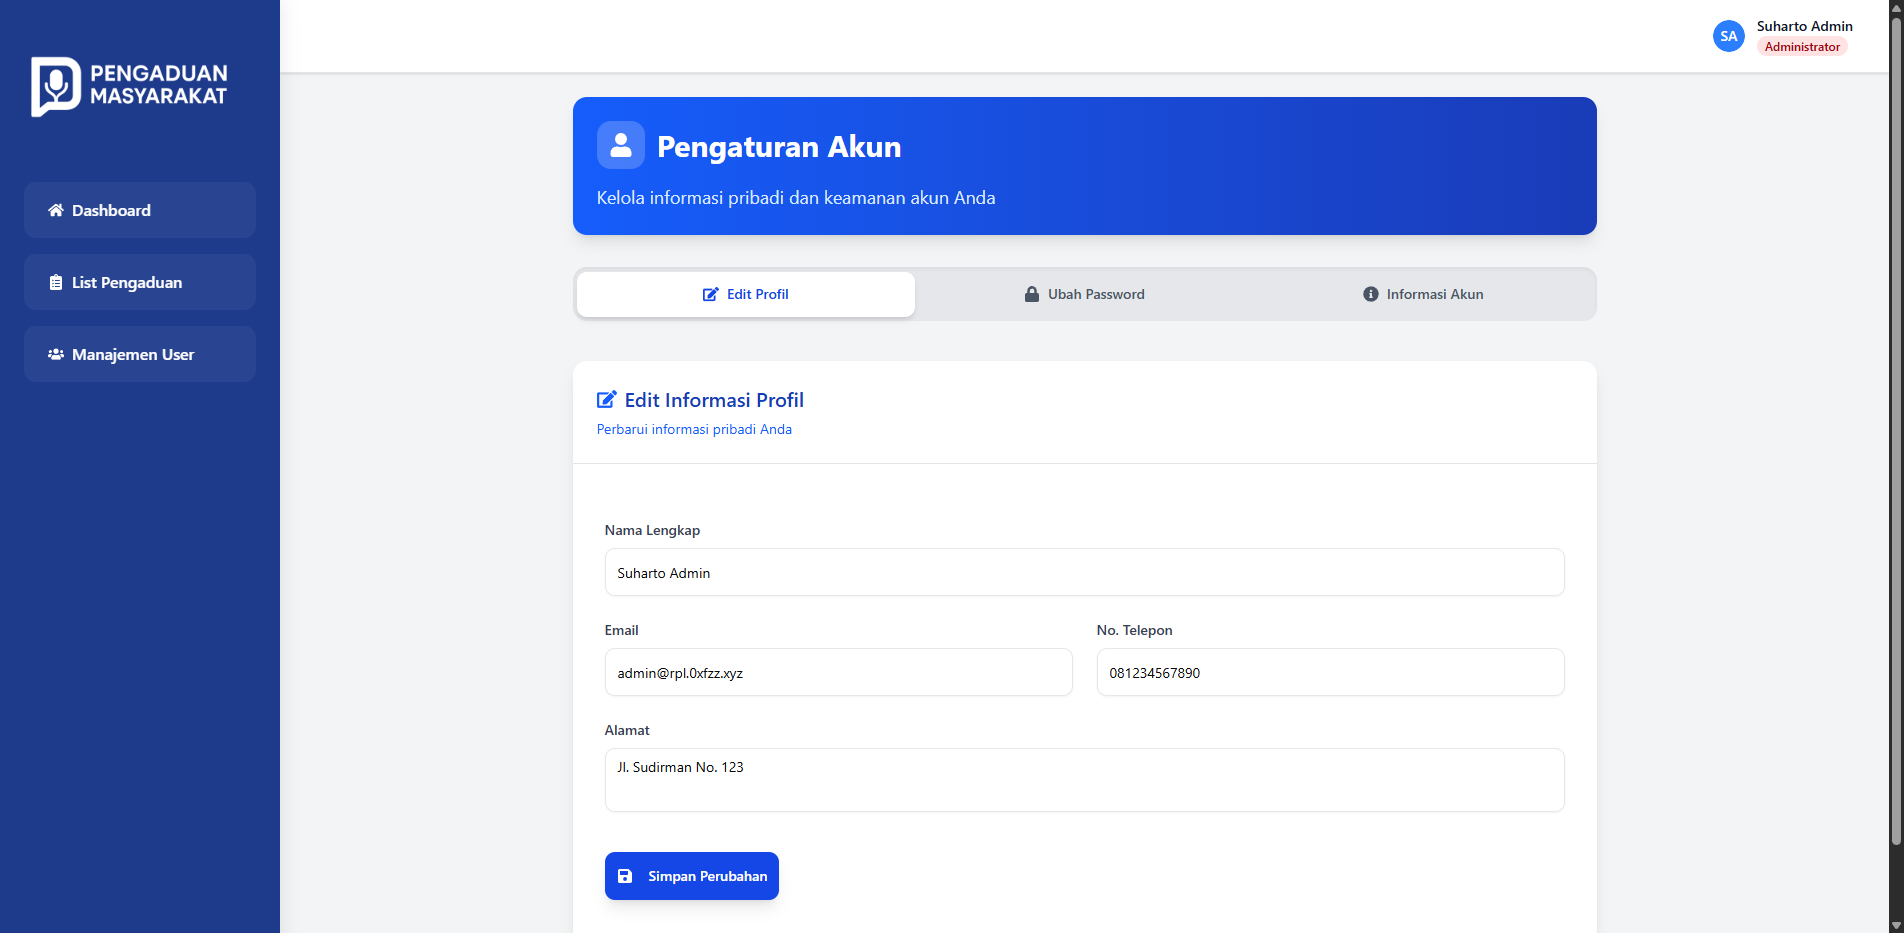 PENGADUAN
MASYARAKAT
Dashboard
List Pengaduan
Manajemen User
SA
Suharto Admin
Administrator
Pengaturan Akun
Kelola informasi pribadi dan keamanan akun Anda
Edit Profil
Ubah Password
Informasi Akun
Edit Informasi Profil
Perbarui informasi pribadi Anda
Nama Lengkap
Suharto Admin
Email
admin@rpl.0xfzz.xyz
No. Telepon
081234567890
Alamat
Jl. Sudirman No. 123
Simpan Perubahan